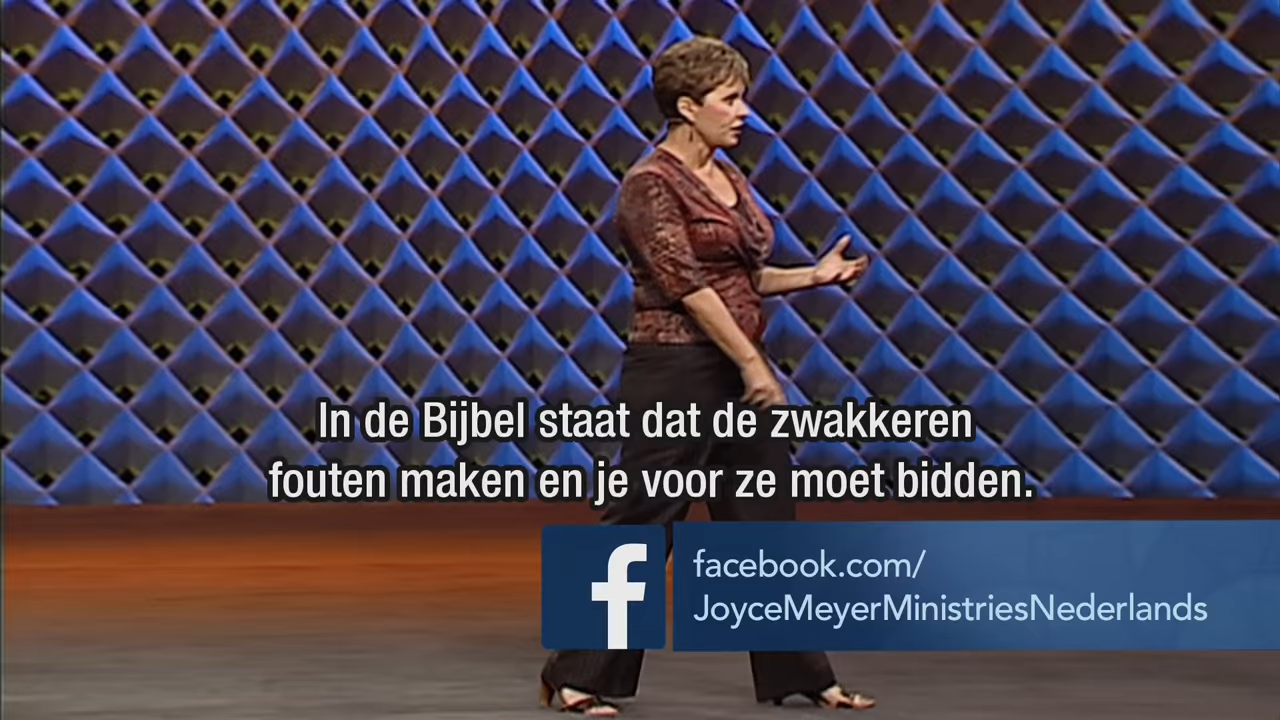 In de Bijbel staat dat de zwakkeren
fouten maken en je voor ze moet bidden.
facebook.com/
JoyceMeyerMinistriesNederlands